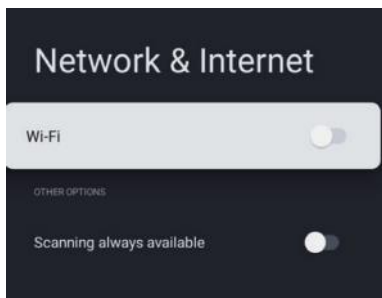 Network & Internet
Wi-Fi
OTHER OPTIONS
Scanning always available